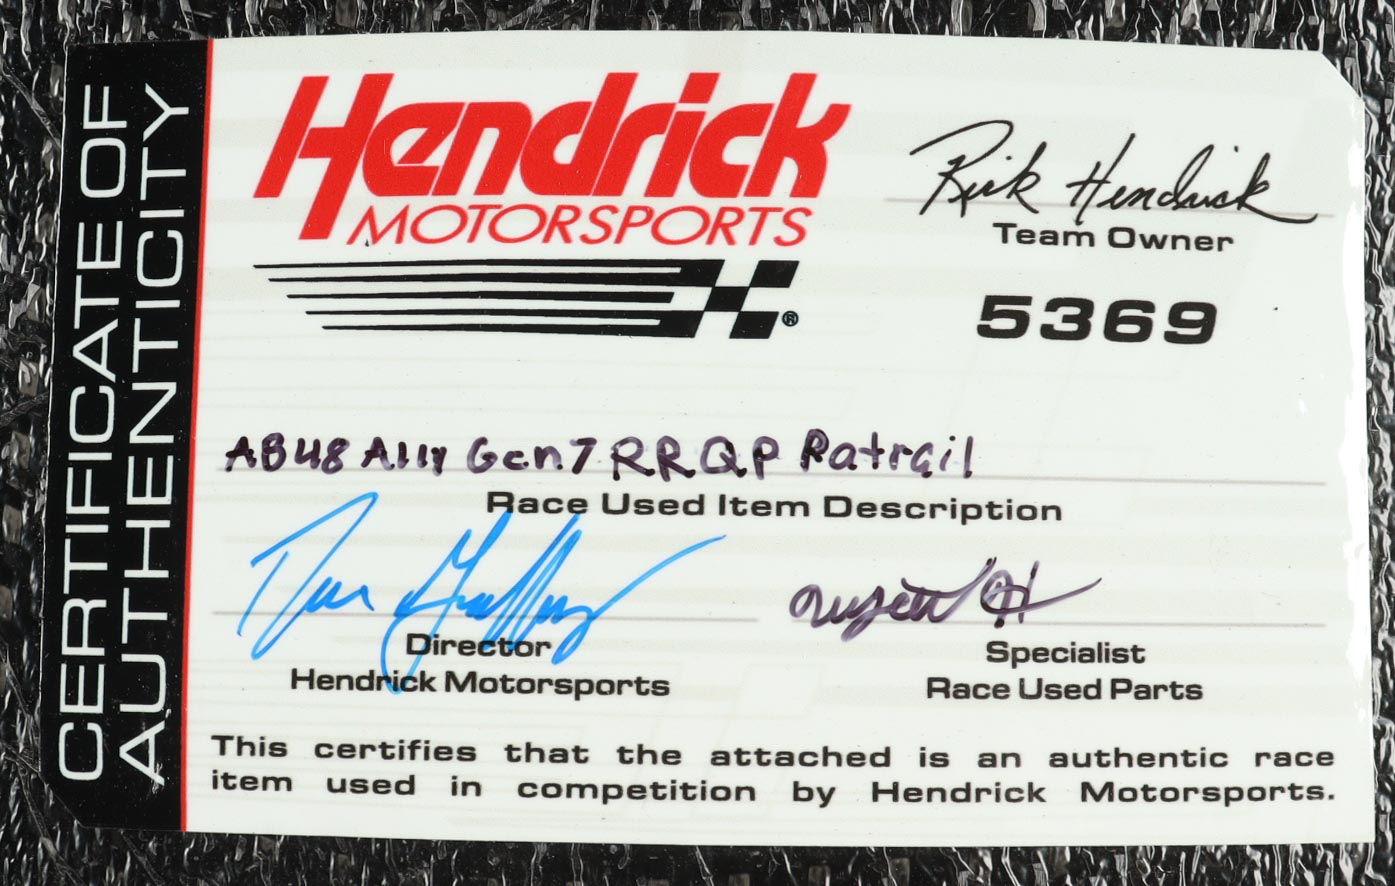 CERTIFICATE OF
AUTHENTICITY
Hendrick
MOTORSPORTS
®
Rick Hendrick
Team Owner
5369
AB48 Ally Gen7 RRQP Ratrail
Race Used Item Description
Director
Hendrick Motorsports
Specialist
Race Used Parts
This certifies that the attached is an authentic race
item used in competition by Hendrick Motorsports.